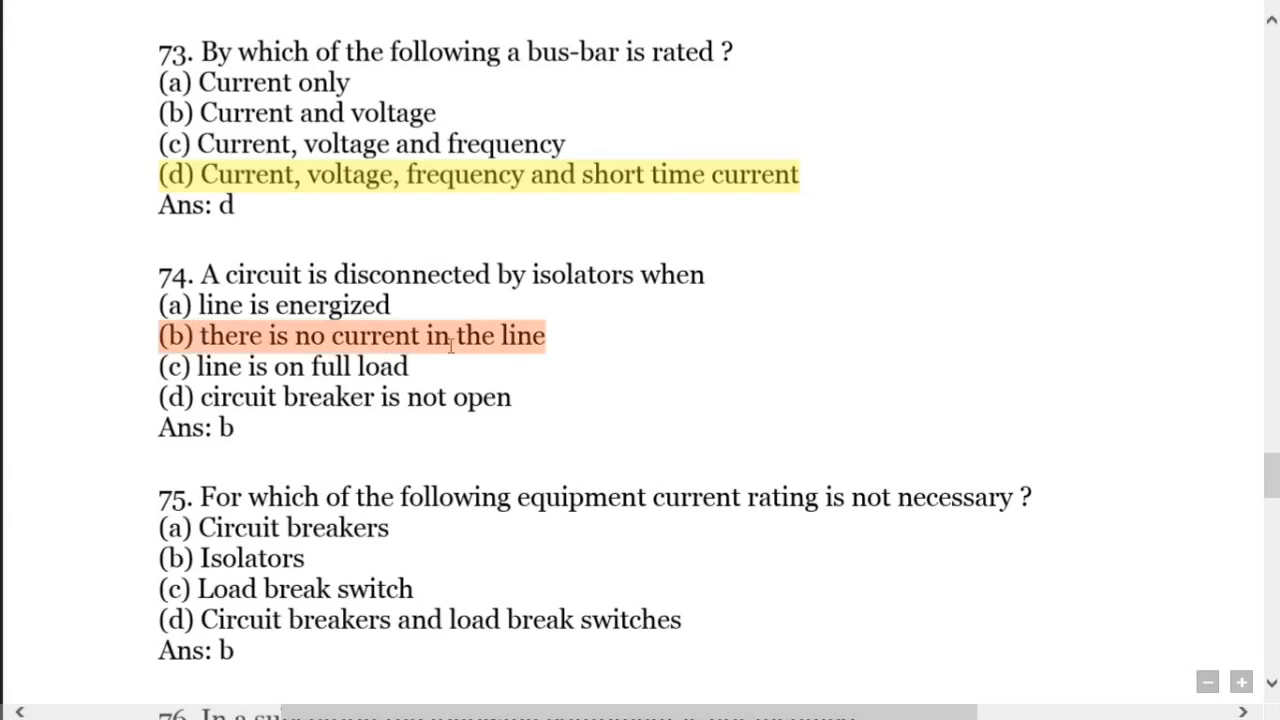 73. By which of the following a bus-bar is rated ?
(a) Current only
(b) Current and voltage
(c) Current, voltage and frequency
(d) Current, voltage, frequency and short time current
Ans: d
74. A circuit is disconnected by isolators when
(a) line is energized
(b) there is no current in the line
(c) line is on full load
(d) circuit breaker is not open
Ans: b
75. For which of the following equipment current rating is not necessary ?
(a) Circuit breakers
(b) Isolators
(c) Load break switch
(d) Circuit breakers and load break switches
Ans: b
76. In a